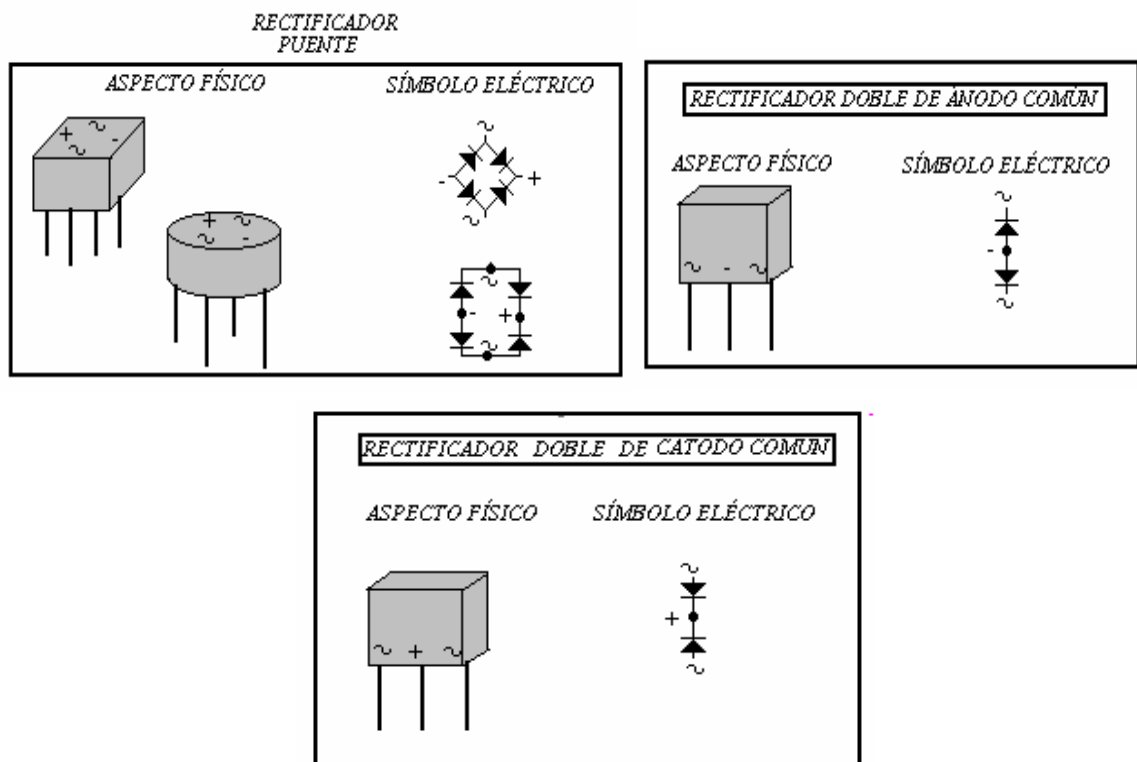 RECTIFICADOR
PUENTE
ASPECTO FÍSICO
SÍMBOLO ELÉCTRICO
+ ~
~ -
+ ~
~ -
~
- +
~
~
- +
~
RECTIFICADOR DOBLE DE ÁNODO COMÚN
ASPECTO FÍSICO
SÍMBOLO ELÉCTRICO
~ - ~
~
-
~
RECTIFICADOR DOBLE DE CATODO COMUN
ASPECTO FÍSICO
SÍMBOLO ELÉCTRICO
~ + ~
~
+
~